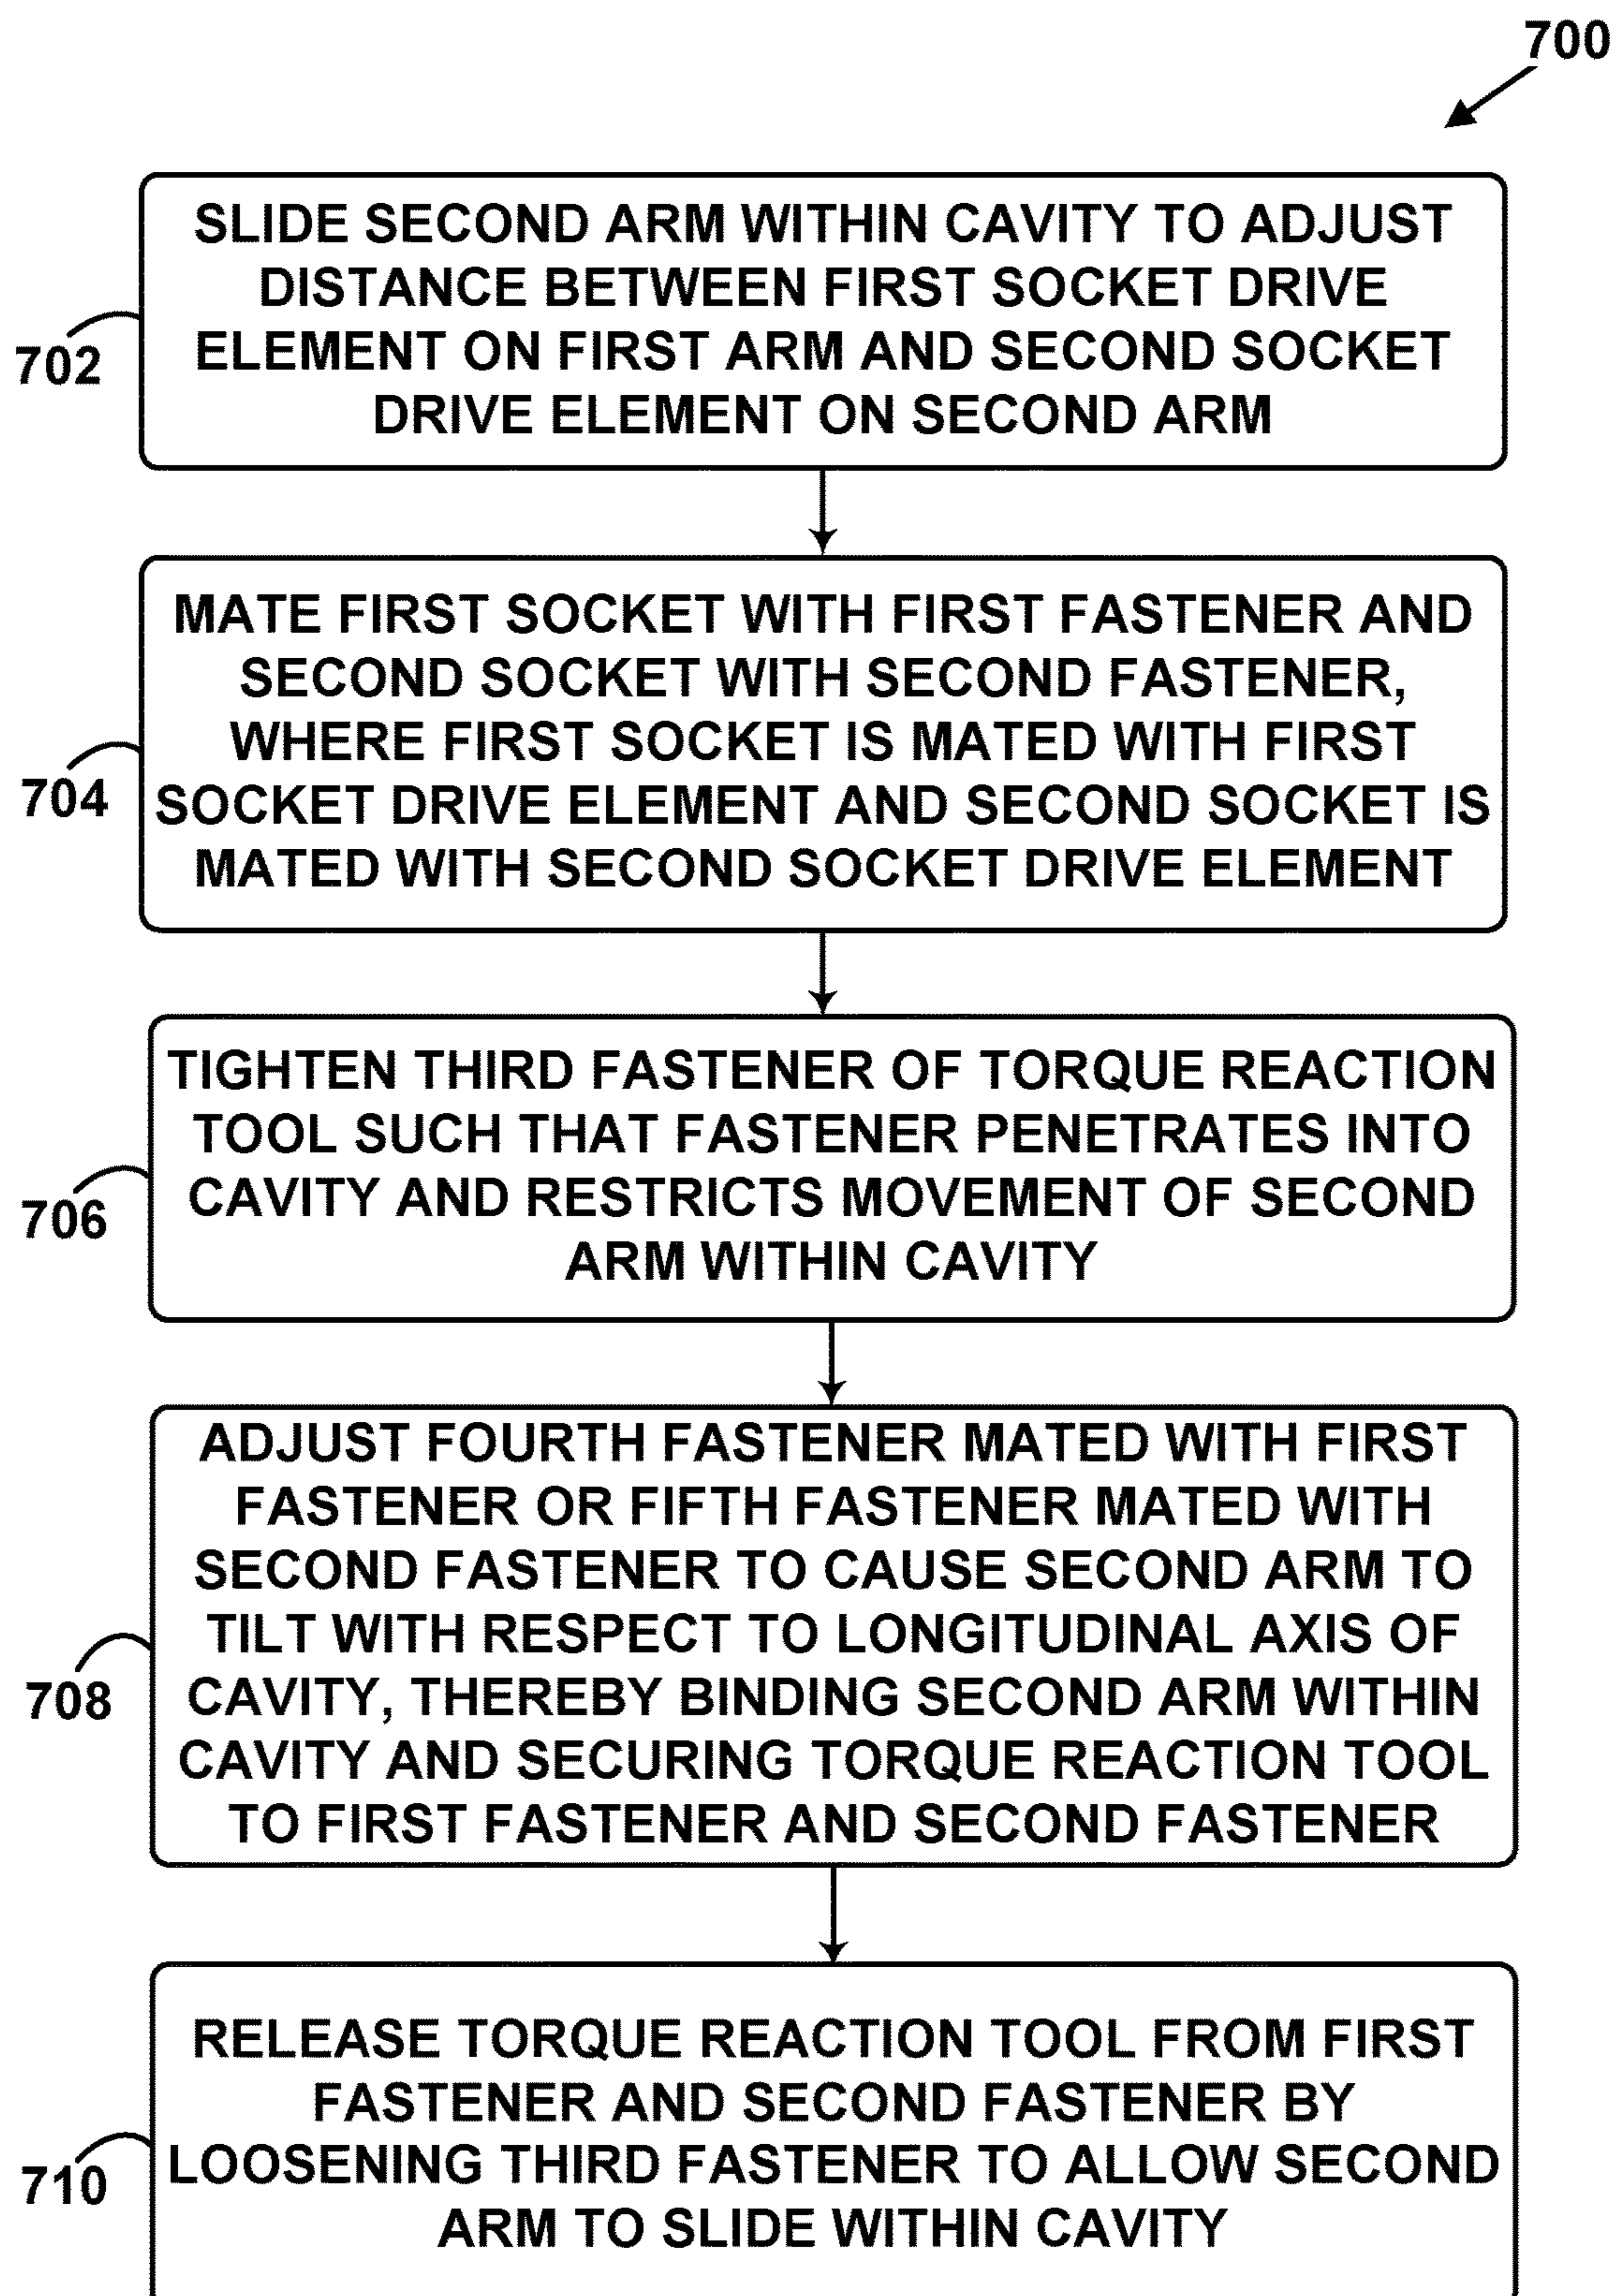 700
SLIDE SECOND ARM WITHIN CAVITY TO ADJUST
DISTANCE BETWEEN FIRST SOCKET DRIVE
ELEMENT ON FIRST ARM AND SECOND SOCKET
DRIVE ELEMENT ON SECOND ARM
702
MATE FIRST SOCKET WITH FIRST FASTENER AND
SECOND SOCKET WITH SECOND FASTENER,
WHERE FIRST SOCKET IS MATED WITH FIRST
SOCKET DRIVE ELEMENT AND SECOND SOCKET IS
MATED WITH SECOND SOCKET DRIVE ELEMENT
704
TIGHTEN THIRD FASTENER OF TORQUE REACTION
TOOL SUCH THAT FASTENER PENETRATES INTO
CAVITY AND RESTRICTS MOVEMENT OF SECOND
ARM WITHIN CAVITY
706
ADJUST FOURTH FASTENER MATED WITH FIRST
FASTENER OR FIFTH FASTENER MATED WITH
SECOND FASTENER TO CAUSE SECOND ARM TO
TILT WITH RESPECT TO LONGITUDINAL AXIS OF
CAVITY, THEREBY BINDING SECOND ARM WITHIN
CAVITY AND SECURING TORQUE REACTION TOOL
TO FIRST FASTENER AND SECOND FASTENER
708
RELEASE TORQUE REACTION TOOL FROM FIRST
FASTENER AND SECOND FASTENER BY
LOOSENING THIRD FASTENER TO ALLOW SECOND
ARM TO SLIDE WITHIN CAVITY
710